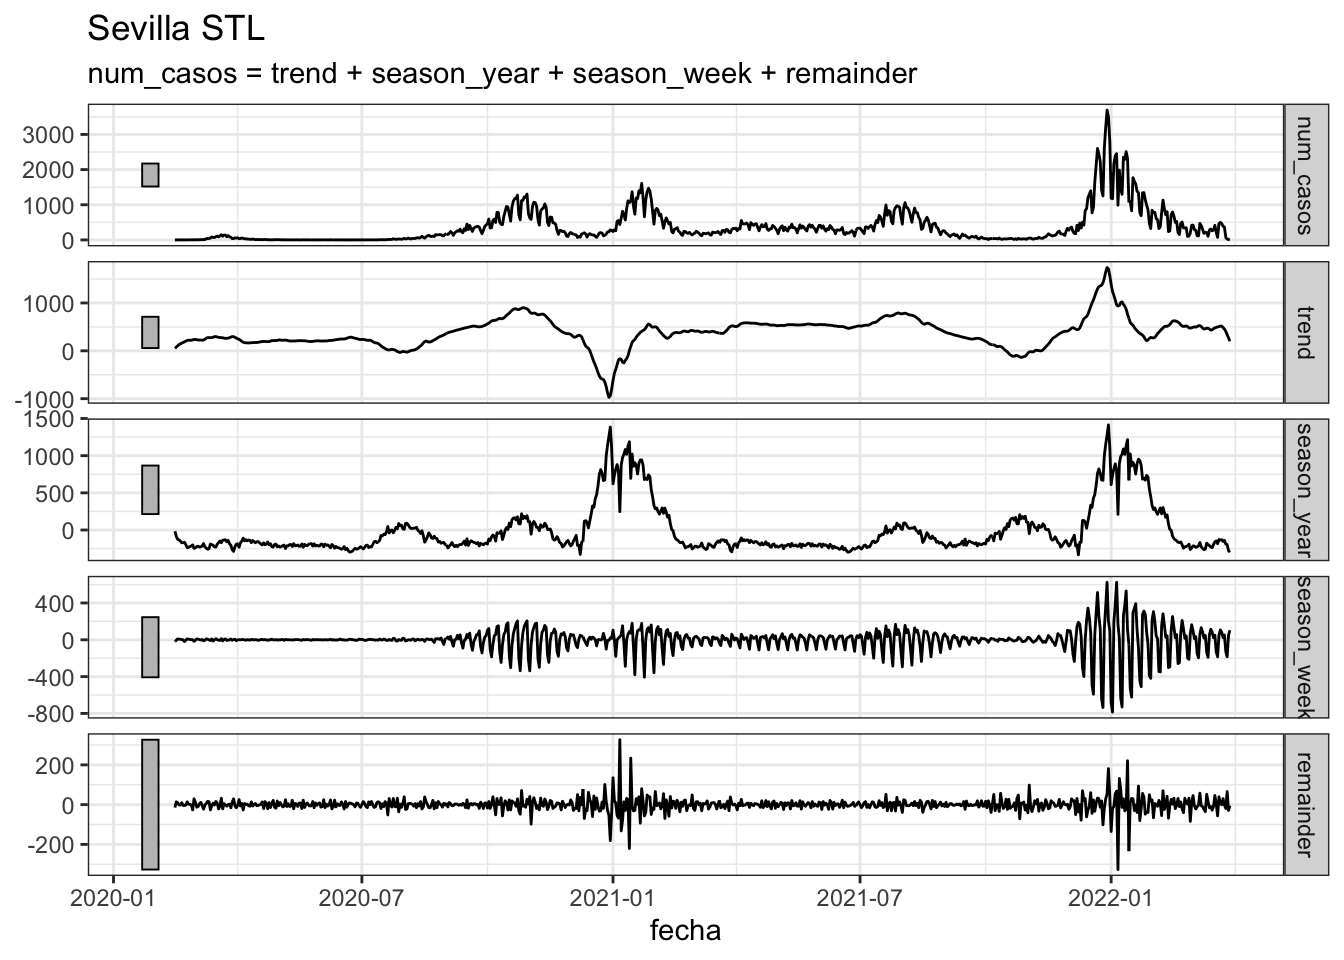 Sevilla STL
num_casos = trend + season_year + season_week + remainder
3000
2000
1000
0
num_casos
1000
0
-1000
trend
1500
1000
500
0
season_year
400
0
-400
-800
season_week
200
0
-200
remainder
2020-01 2020-07 2021-01 2021-07 2022-01
fecha